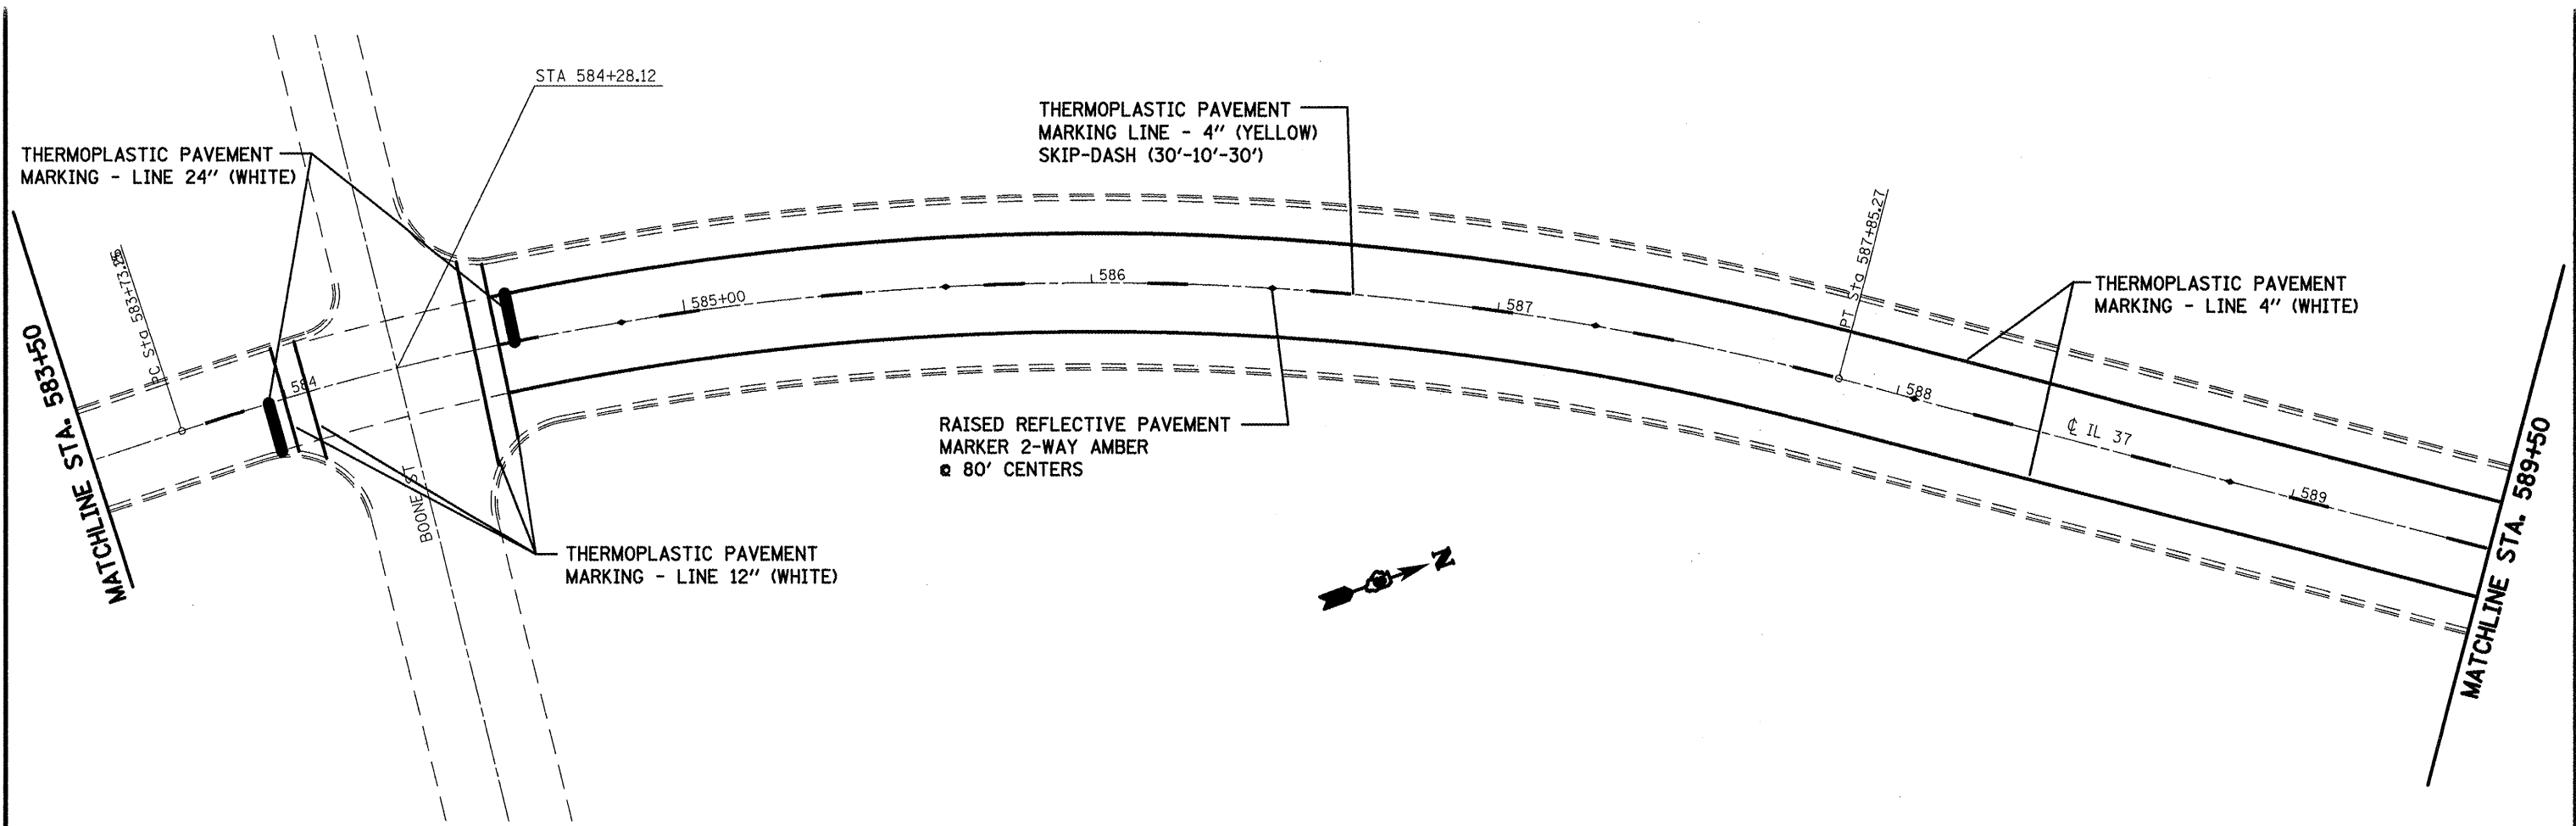 STA 584+28.12
THERMOPLASTIC PAVEMENT
MARKING LINE - 4" (YELLOW)
SKIP-DASH (30'-10'-30')
THERMOPLASTIC PAVEMENT
MARKING - LINE 24" (WHITE)
PC Sta 583+73.26
PT Sta 587+85.27
THERMOPLASTIC PAVEMENT
MARKING - LINE 4" (WHITE)
MATCHLINE STA. 583+50
584
585+00
586
587
588
589
℄ IL 37
RAISED REFLECTIVE PAVEMENT
MARKER 2-WAY AMBER
@ 80' CENTERS
BOONE ST
THERMOPLASTIC PAVEMENT
MARKING - LINE 12" (WHITE)
N
MATCHLINE STA. 589+50